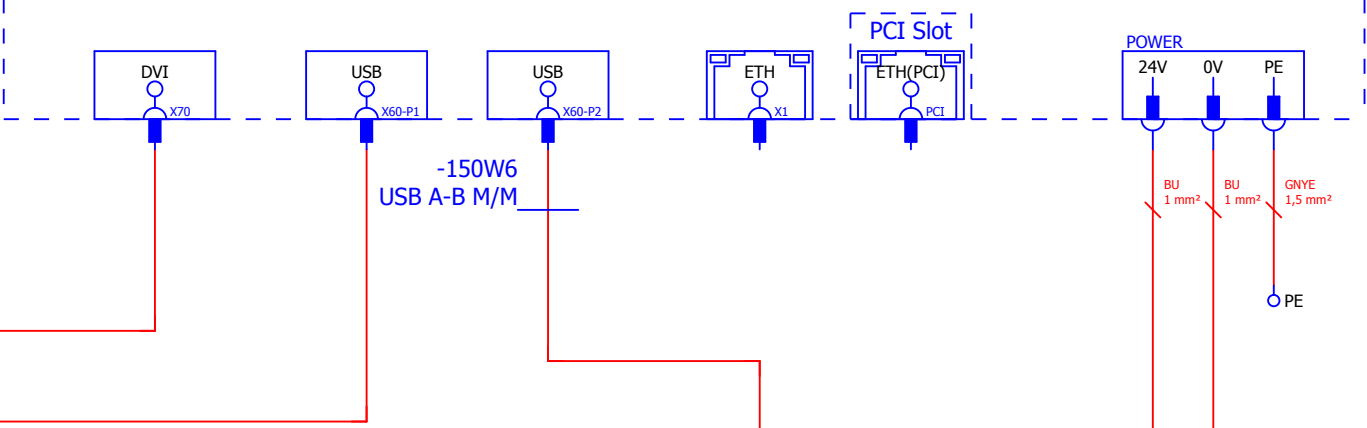 PCI Slot
POWER
DVI
USB
USB
ETH
ETH(PCI)
24V
0V
PE
X70
X60-P1
X60-P2
X1
PCI
-150W6
USB A-B M/M
BU
1 mm²
BU
1 mm²
GNYE
1,5 mm²
PE